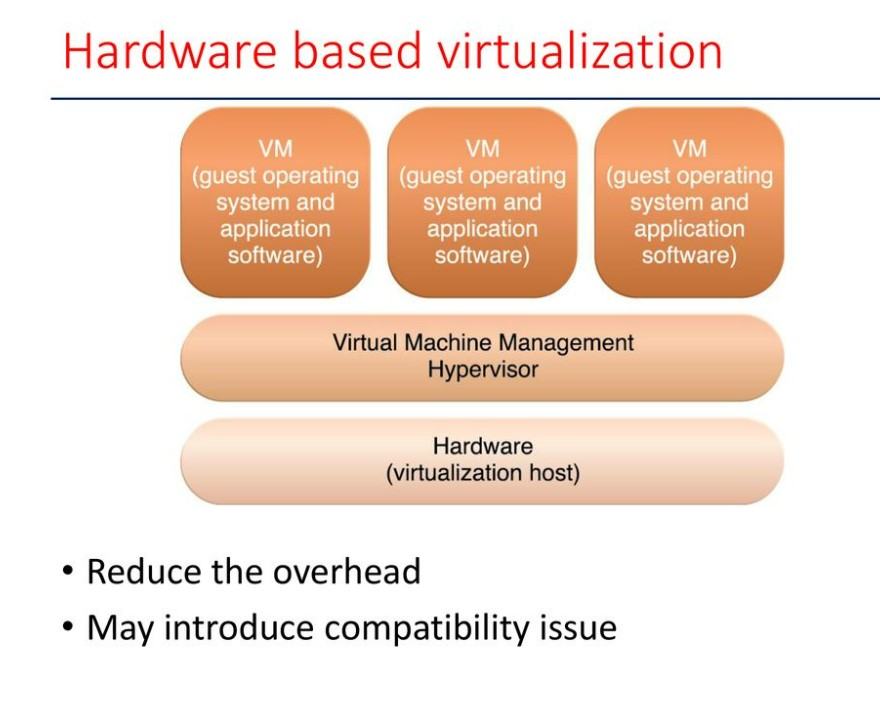 Hardware based virtualization
VM
(guest operating
system and
application
software)
VM
(guest operating
system and
application
software)
VM
(guest operating
system and
application
software)
Virtual Machine Management
Hypervisor
Hardware
(virtualization host)
• Reduce the overhead
• May introduce compatibility issue